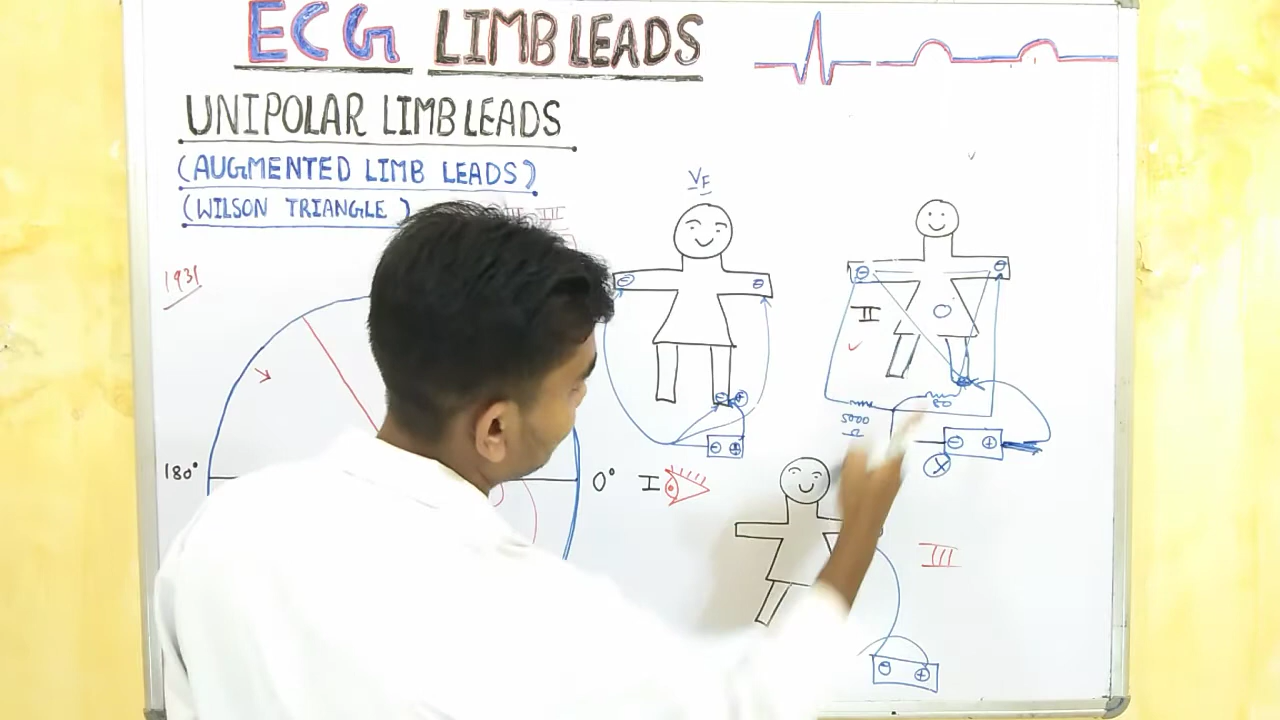 ECG LIMB LEADS
UNIPOLAR LIMB LEADS
(AUGMENTED LIMB LEADS)
(WILSON TRIANGLE)
1931
180°
0° I
VF
II
5000
III